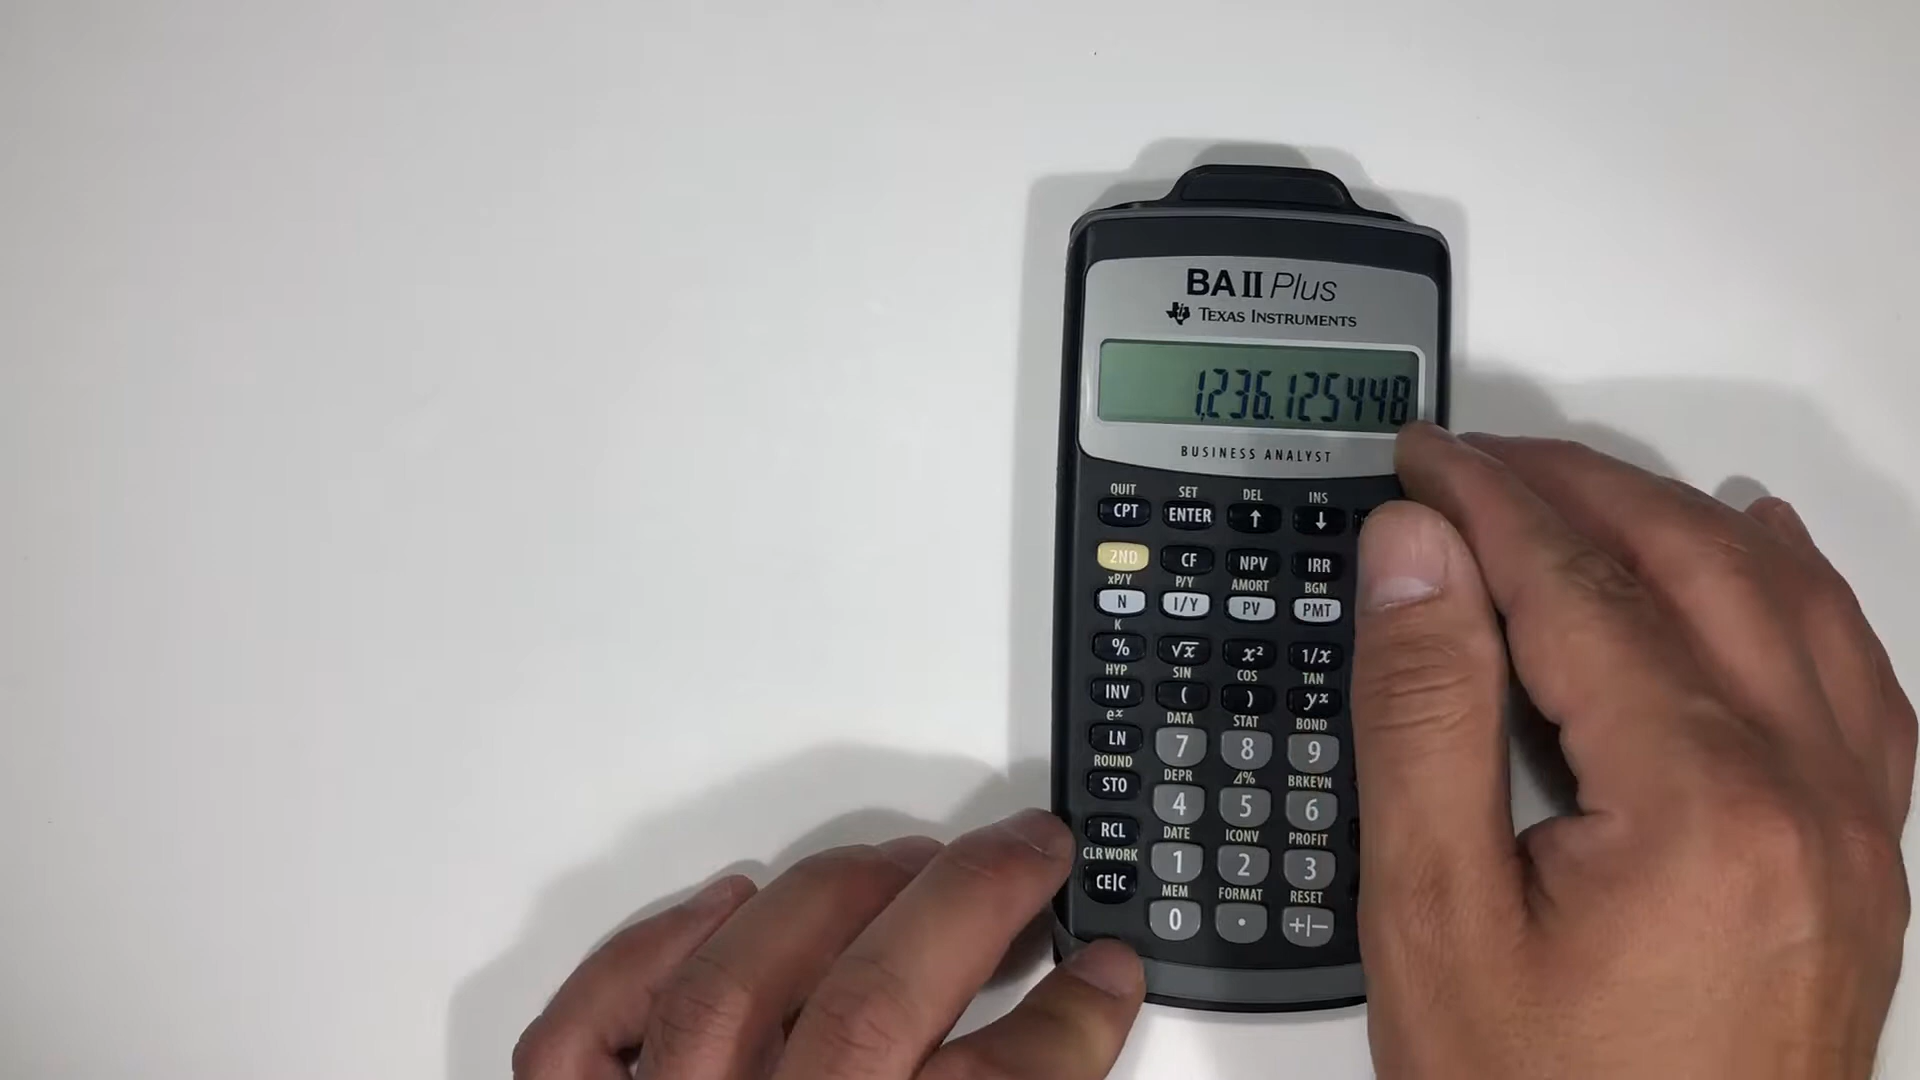 BA II Plus
TEXAS INSTRUMENTS
1,236.125448
BUSINESS ANALYST
QUIT SET DEL INS
CPT ENTER ↑ ↓
2ND CF NPV IRR
xP/Y P/Y AMORT BGN
N I/Y PV PMT
K
% √x x² 1/x
HYP SIN COS TAN
INV ( ) yˣ
eˣ DATA STAT BOND
LN 7 8 9
ROUND DEPR Δ% BRKEVN
STO 4 5 6
DATE ICONV PROFIT
RCL 1 2 3
CLR WORK MEM FORMAT RESET
CE|C 0 . +|−